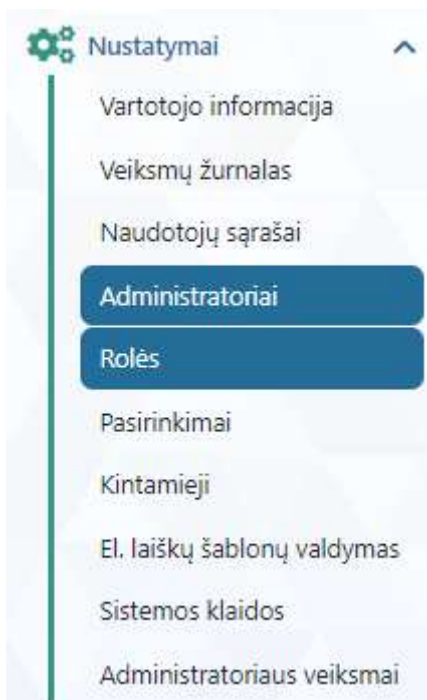 Nustatymai
Vartotojo informacija
Veiksmų žurnalas
Naudotojų sąrašai
Administratoriai
Rolės
Pasirinkimai
Kintamieji
El. laiškų šablonų valdymas
Sistemos klaidos
Administratoriaus veiksmai